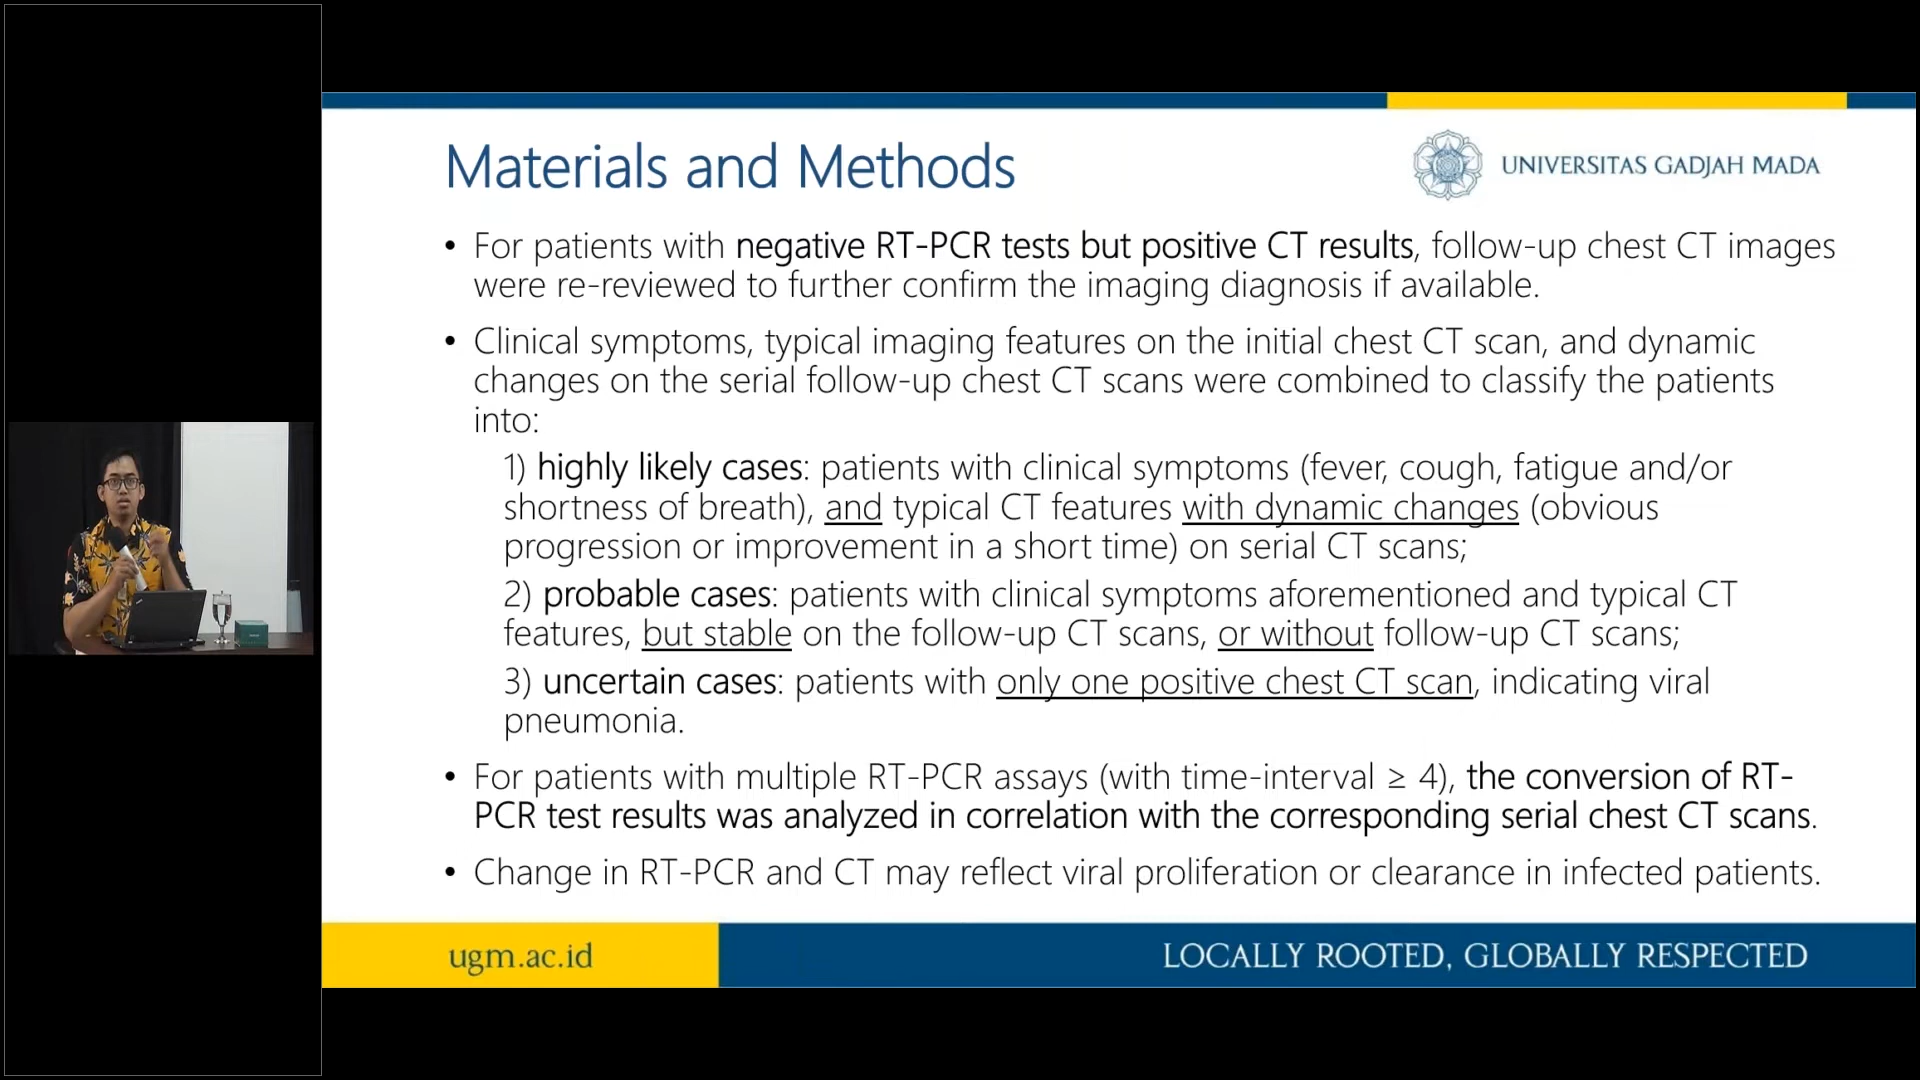 Materials and Methods
UNIVERSITAS GADJAH MADA
• For patients with negative RT-PCR tests but positive CT results, follow-up chest CT images
were re-reviewed to further confirm the imaging diagnosis if available.
• Clinical symptoms, typical imaging features on the initial chest CT scan, and dynamic
changes on the serial follow-up chest CT scans were combined to classify the patients
into:
1) highly likely cases: patients with clinical symptoms (fever, cough, fatigue and/or
shortness of breath), and typical CT features with dynamic changes (obvious
progression or improvement in a short time) on serial CT scans;
2) probable cases: patients with clinical symptoms aforementioned and typical CT
features, but stable on the follow-up CT scans, or without follow-up CT scans;
3) uncertain cases: patients with only one positive chest CT scan, indicating viral
pneumonia.
• For patients with multiple RT-PCR assays (with time-interval ≥ 4), the conversion of RT-
PCR test results was analyzed in correlation with the corresponding serial chest CT scans.
• Change in RT-PCR and CT may reflect viral proliferation or clearance in infected patients.
ugm.ac.id
LOCALLY ROOTED, GLOBALLY RESPECTED